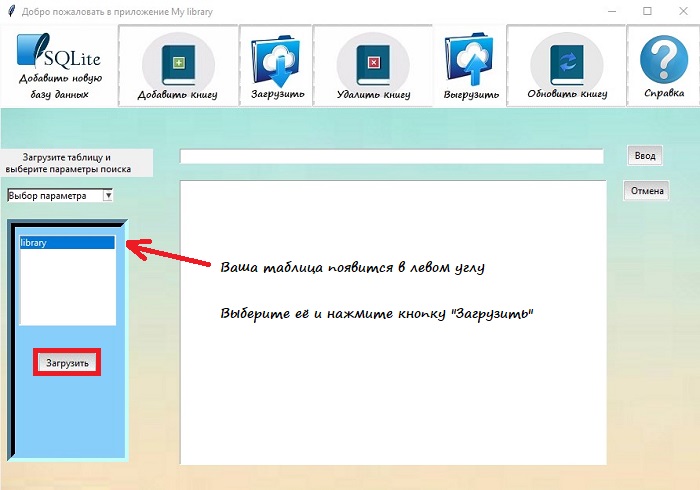 Добро пожаловать в приложение My library
SQLite
Добавить новую
базу данных
Добавить книгу
Загрузить
Удалить книгу
Выгрузить
Обновить книгу
Справка
Загрузите таблицу и
выберите параметры поиска
Ввод
Выбор параметра
Отмена
library
Ваша таблица появится в левом углу
Выберите её и нажмите кнопку "Загрузить"
Загрузить